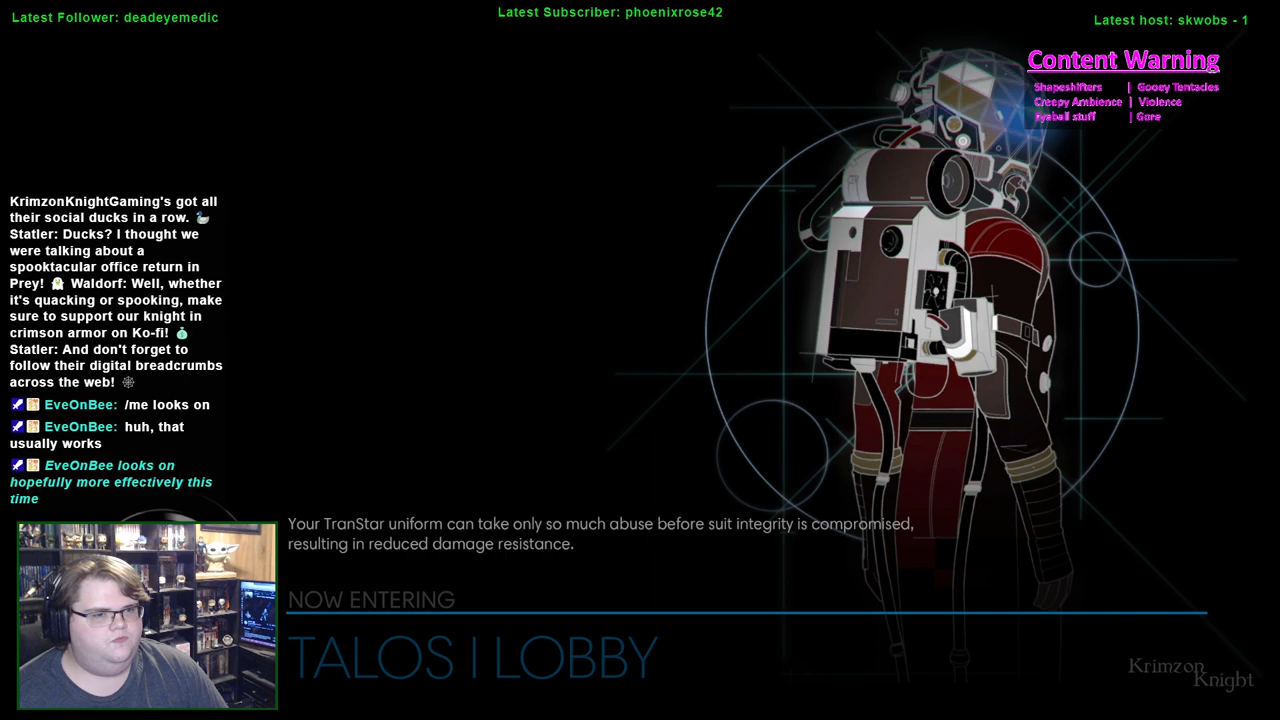 Latest Follower: deadeyemedic
Latest Subscriber: phoenixrose42
Latest host: skwobs - 1
Content Warning
Shapeshifters | Gooey Tentacles
Creepy Ambience | Violence
Eyeball stuff | Gore
KrimzonKnightGaming's got all
their social ducks in a row. 🦆
Statler: Ducks? I thought we
were talking about a
spooktacular office return in
Prey! 👻 Waldorf: Well, whether
it's quacking or spooking, make
sure to support our knight in
crimson armor on Ko-fi! 💰
Statler: And don't forget to
follow their digital breadcrumbs
across the web! 🕸
EveOnBee: /me looks on
EveOnBee: huh, that
usually works
EveOnBee looks on
hopefully more effectively this
time
Your TranStar uniform can take only so much abuse before suit integrity is compromised,
resulting in reduced damage resistance.
NOW ENTERING
TALOS I LOBBY
Krimzon
Knight